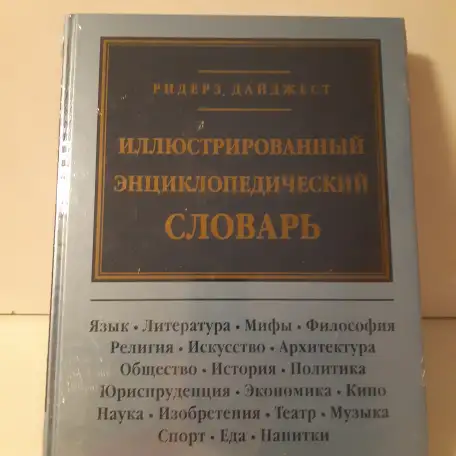 РИДЕРЗ ДАЙДЖЕСТ
ИЛЛЮСТРИРОВАННЫЙ
ЭНЦИКЛОПЕДИЧЕСКИЙ
СЛОВАРЬ
Язык • Литература • Мифы • Философия
Религия • Искусство • Архитектура
Общество • История • Политика
Юриспруденция • Экономика • Кино
Наука • Изобретения • Театр • Музыка
Спорт • Еда • Напитки